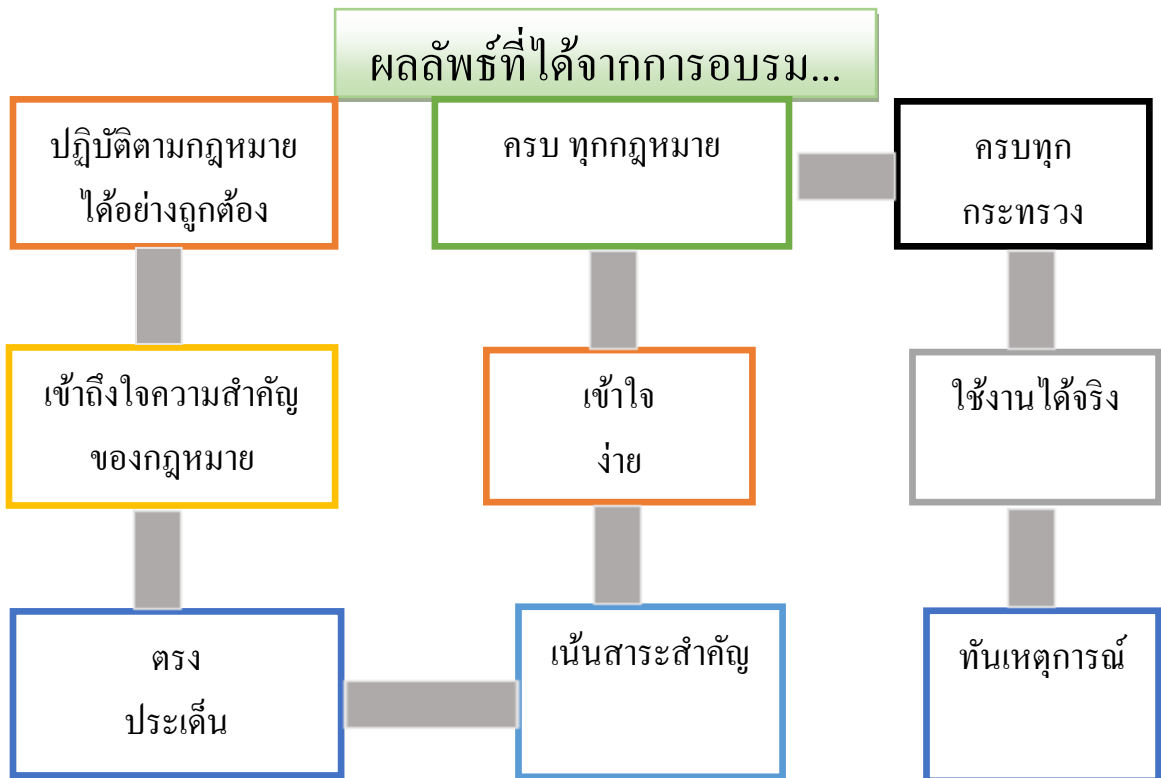 ผลลัพธ์ที่ได้จากการอบรม...
ปฏิบัติตามกฎหมาย
ได้อย่างถูกต้อง
ครบ ทุกกฎหมาย
ครบทุก
กระทรวง
เข้าถึงใจความสำคัญ
ของกฎหมาย
เข้าใจ
ง่าย
ใช้งานได้จริง
ตรง
ประเด็น
เน้นสาระสำคัญ
ทันเหตุการณ์